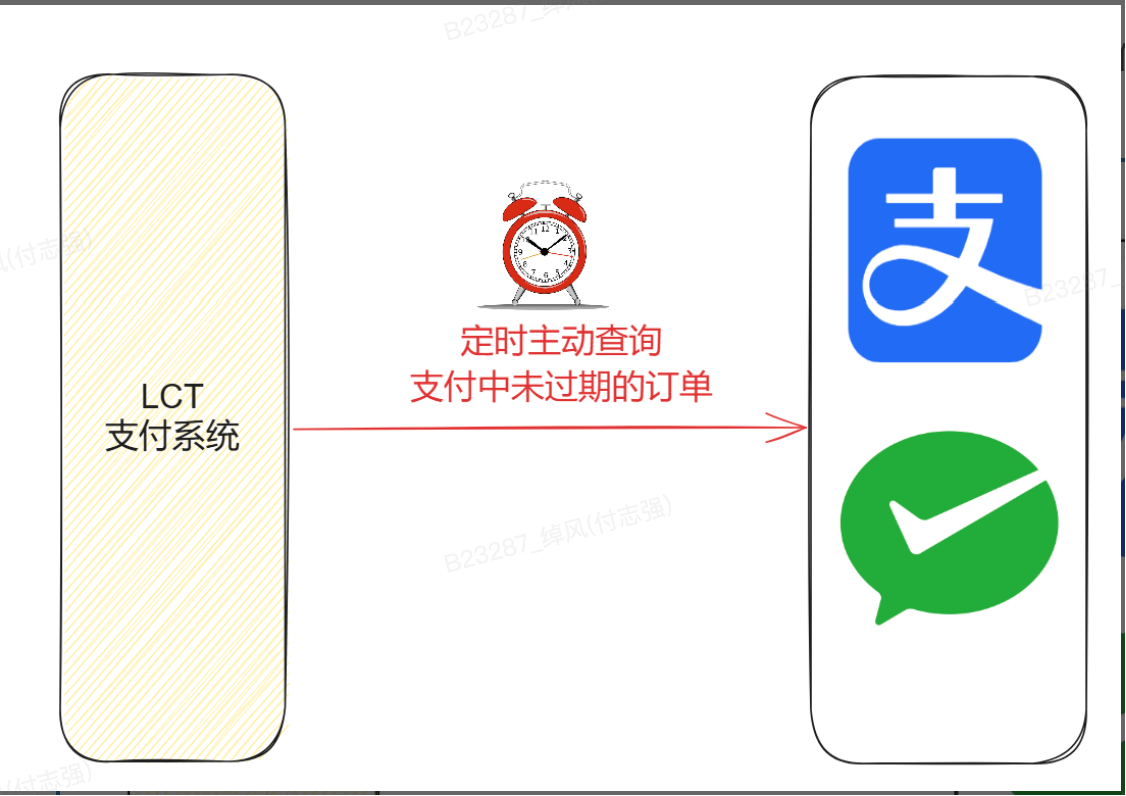 B23287_绰风
LCT
支付系统
定时主动查询
支付中未过期的订单
支
(付志强)
B23287_
B23287_绰风(付志强)
(付志强)